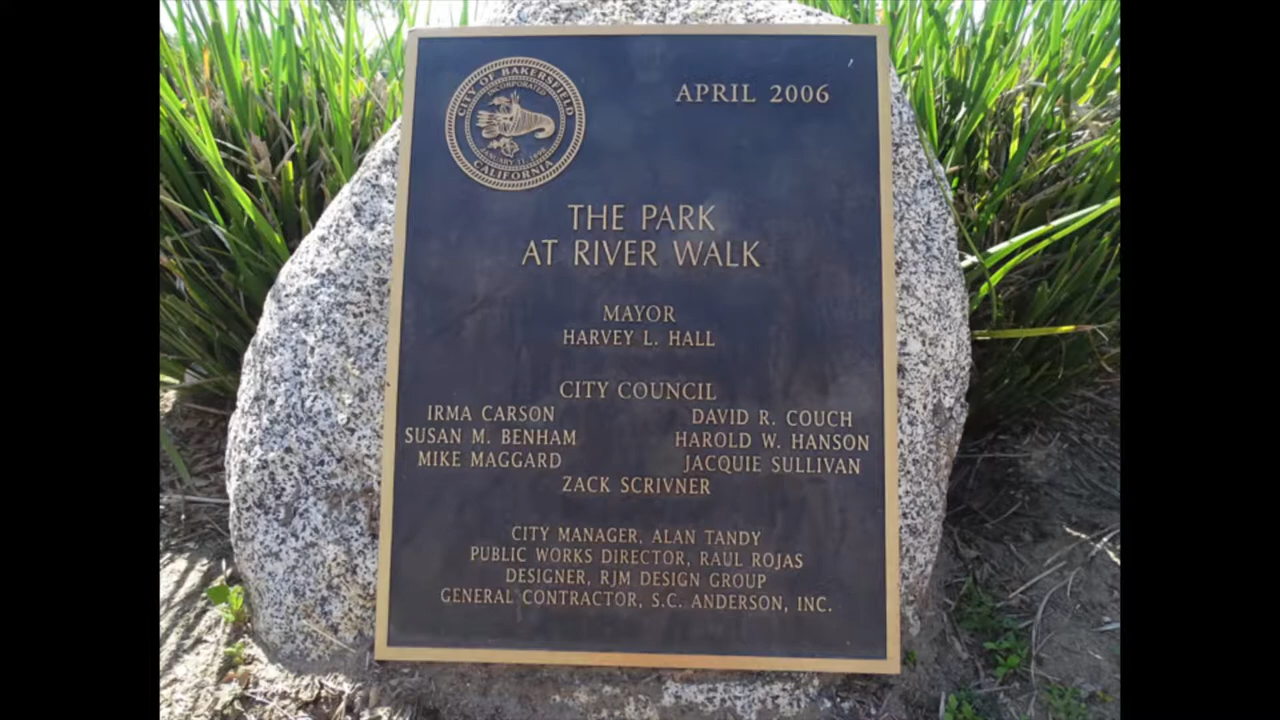 CITY OF BAKERSFIELD
INCORPORATED
CALIFORNIA
APRIL 2006
THE PARK
AT RIVER WALK
MAYOR
HARVEY L. HALL
CITY COUNCIL
IRMA CARSON DAVID R. COUCH
SUSAN M. BENHAM HAROLD W. HANSON
MIKE MAGGARD JACQUIE SULLIVAN
ZACK SCRIVNER
CITY MANAGER, ALAN TANDY
PUBLIC WORKS DIRECTOR, RAUL ROJAS
DESIGNER, RJM DESIGN GROUP
GENERAL CONTRACTOR, S.C. ANDERSON, INC.